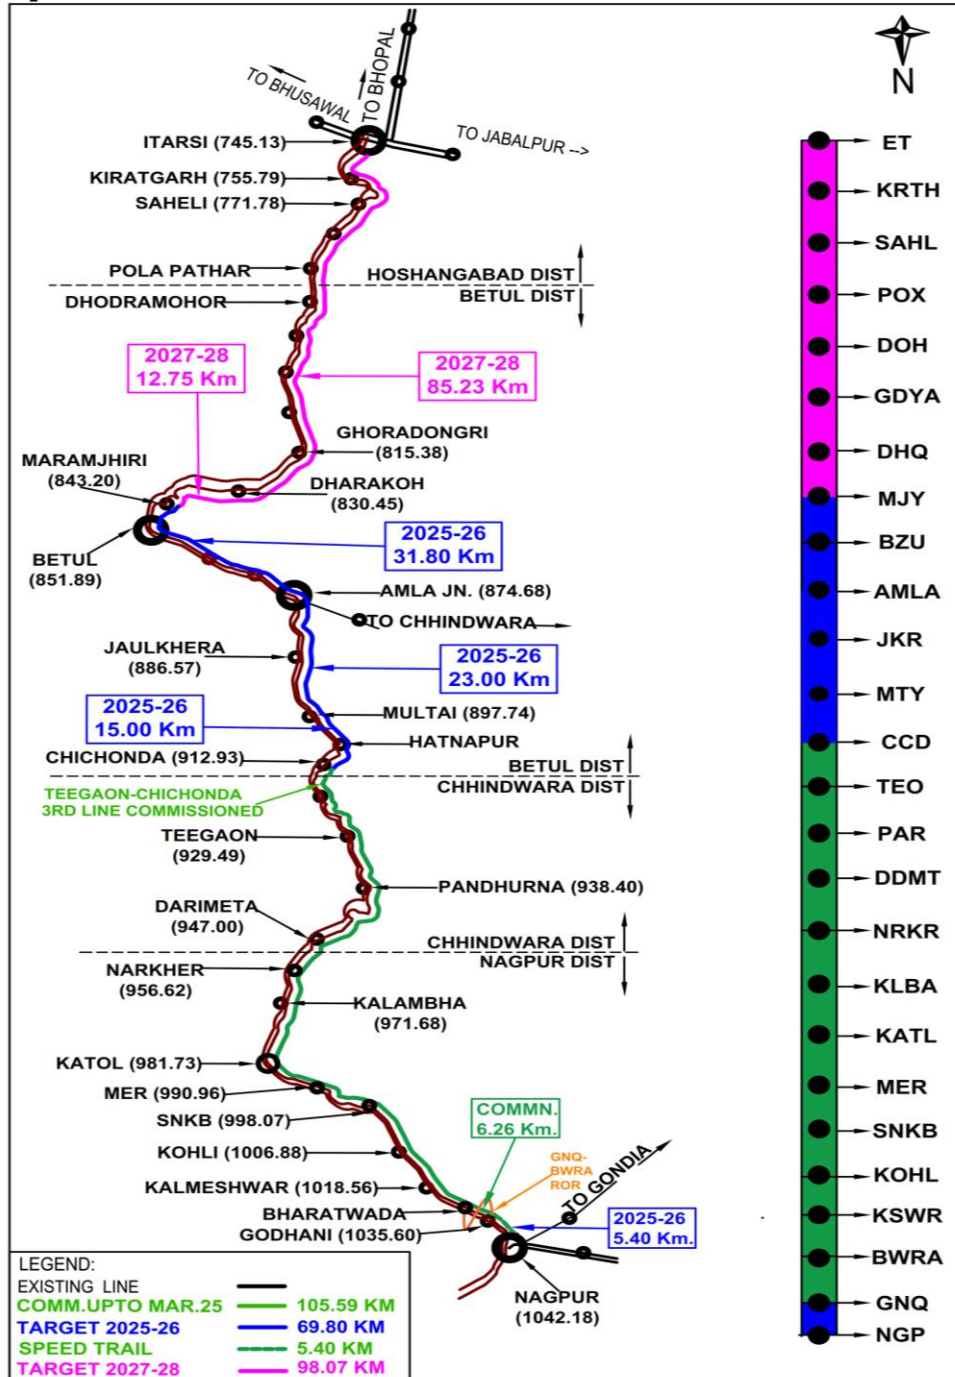 TO BHUSAWAL
TO BHOPAL
TO JABALPUR -->
N
ITARSI (745.13)
KIRATGARH (755.79)
SAHELI (771.78)
POLA PATHAR
HOSHANGABAD DIST
DHODRAMOHOR
BETUL DIST
2027-28
12.75 Km
2027-28
85.23 Km
GHORADONGRI
(815.38)
MARAMJHIRI
(843.20)
DHARAKOH
(830.45)
BETUL
(851.89)
2025-26
31.80 Km
AMLA JN. (874.68)
TO CHHINDWARA
JAULKHERA
(886.57)
2025-26
23.00 Km
2025-26
15.00 Km
MULTAI (897.74)
HATNAPUR
CHICHONDA (912.93)
BETUL DIST
CHHINDWARA DIST
TEEGAON-CHICHONDA
3RD LINE COMMISSIONED
TEEGAON
(929.49)
PANDHURNA (938.40)
DARIMETA
(947.00)
CHHINDWARA DIST
NAGPUR DIST
NARKHER
(956.62)
KALAMBHA
(971.68)
KATOL (981.73)
MER (990.96)
SNKB (998.07)
COMMN.
6.26 Km.
KOHLI (1006.88)
GNQ-
BWRA
ROR
TO GONDIA
KALMESHWAR (1018.56)
BHARATWADA
GODHANI (1035.60)
2025-26
5.40 Km.
NAGPUR
(1042.18)
LEGEND:
EXISTING LINE
COMM.UPTO MAR.25 105.59 KM
TARGET 2025-26 69.80 KM
SPEED TRAIL 5.40 KM
TARGET 2027-28 98.07 KM
ET
KRTH
SAHL
POX
DOH
GDYA
DHQ
MJY
BZU
AMLA
JKR
MTY
CCD
TEO
PAR
DDMT
NRKR
KLBA
KATL
MER
SNKB
KOHL
KSWR
BWRA
GNQ
NGP